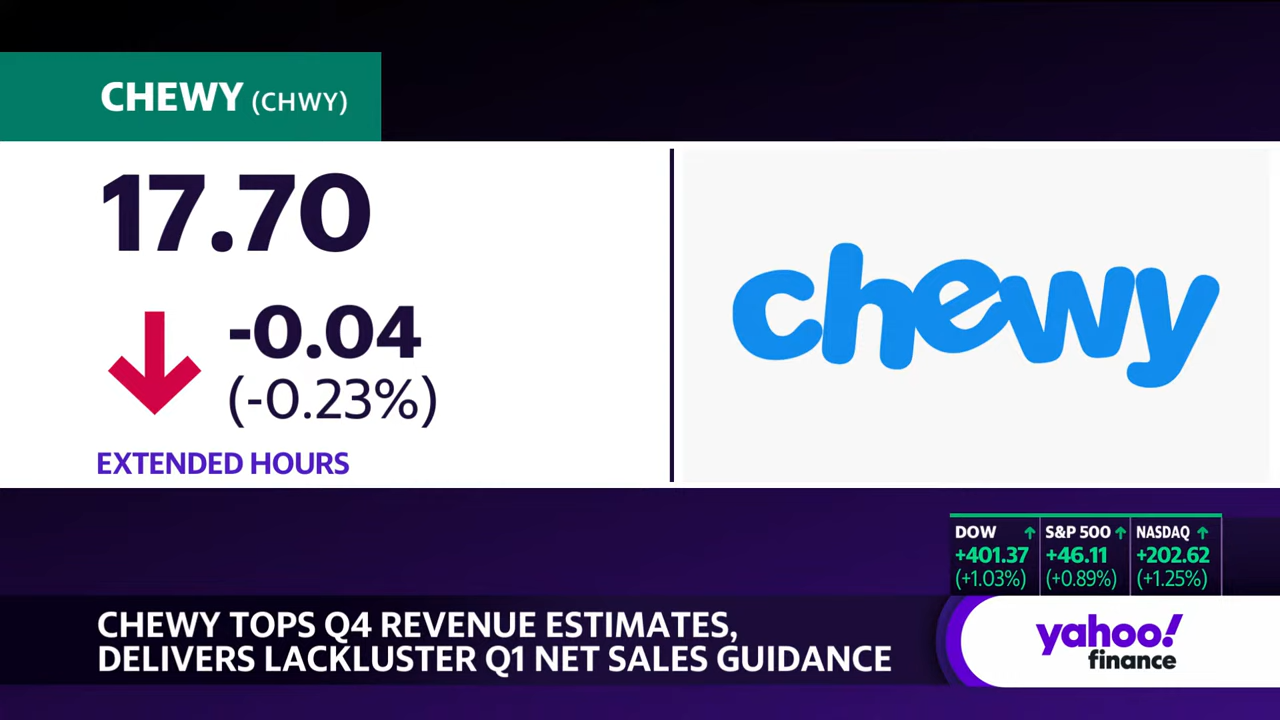 CHEWY (CHWY)
17.70
-0.04
(-0.23%)
EXTENDED HOURS
chewy
DOW
+401.37
(+1.03%)
S&P 500
+46.11
(+0.89%)
NASDAQ
+202.62
(+1.25%)
CHEWY TOPS Q4 REVENUE ESTIMATES,
DELIVERS LACKLUSTER Q1 NET SALES GUIDANCE
yahoo!
finance